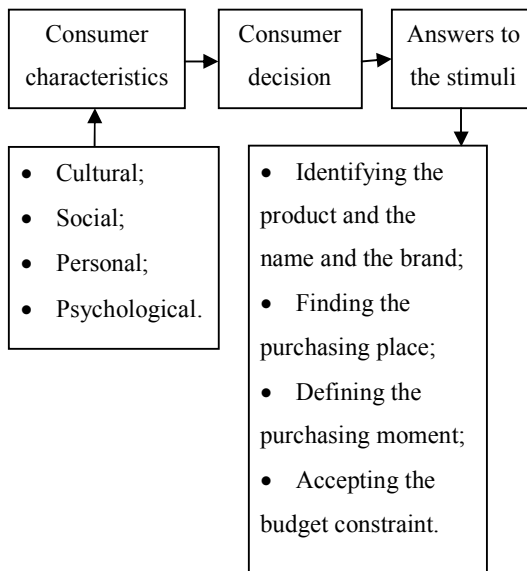 Consumer
characteristics
Consumer
decision
Answers to
the stimuli
• Cultural;
• Social;
• Personal;
• Psychological.
• Identifying the
product and the
name and the brand;
• Finding the
purchasing place;
• Defining the
purchasing moment;
• Accepting the
budget constraint.